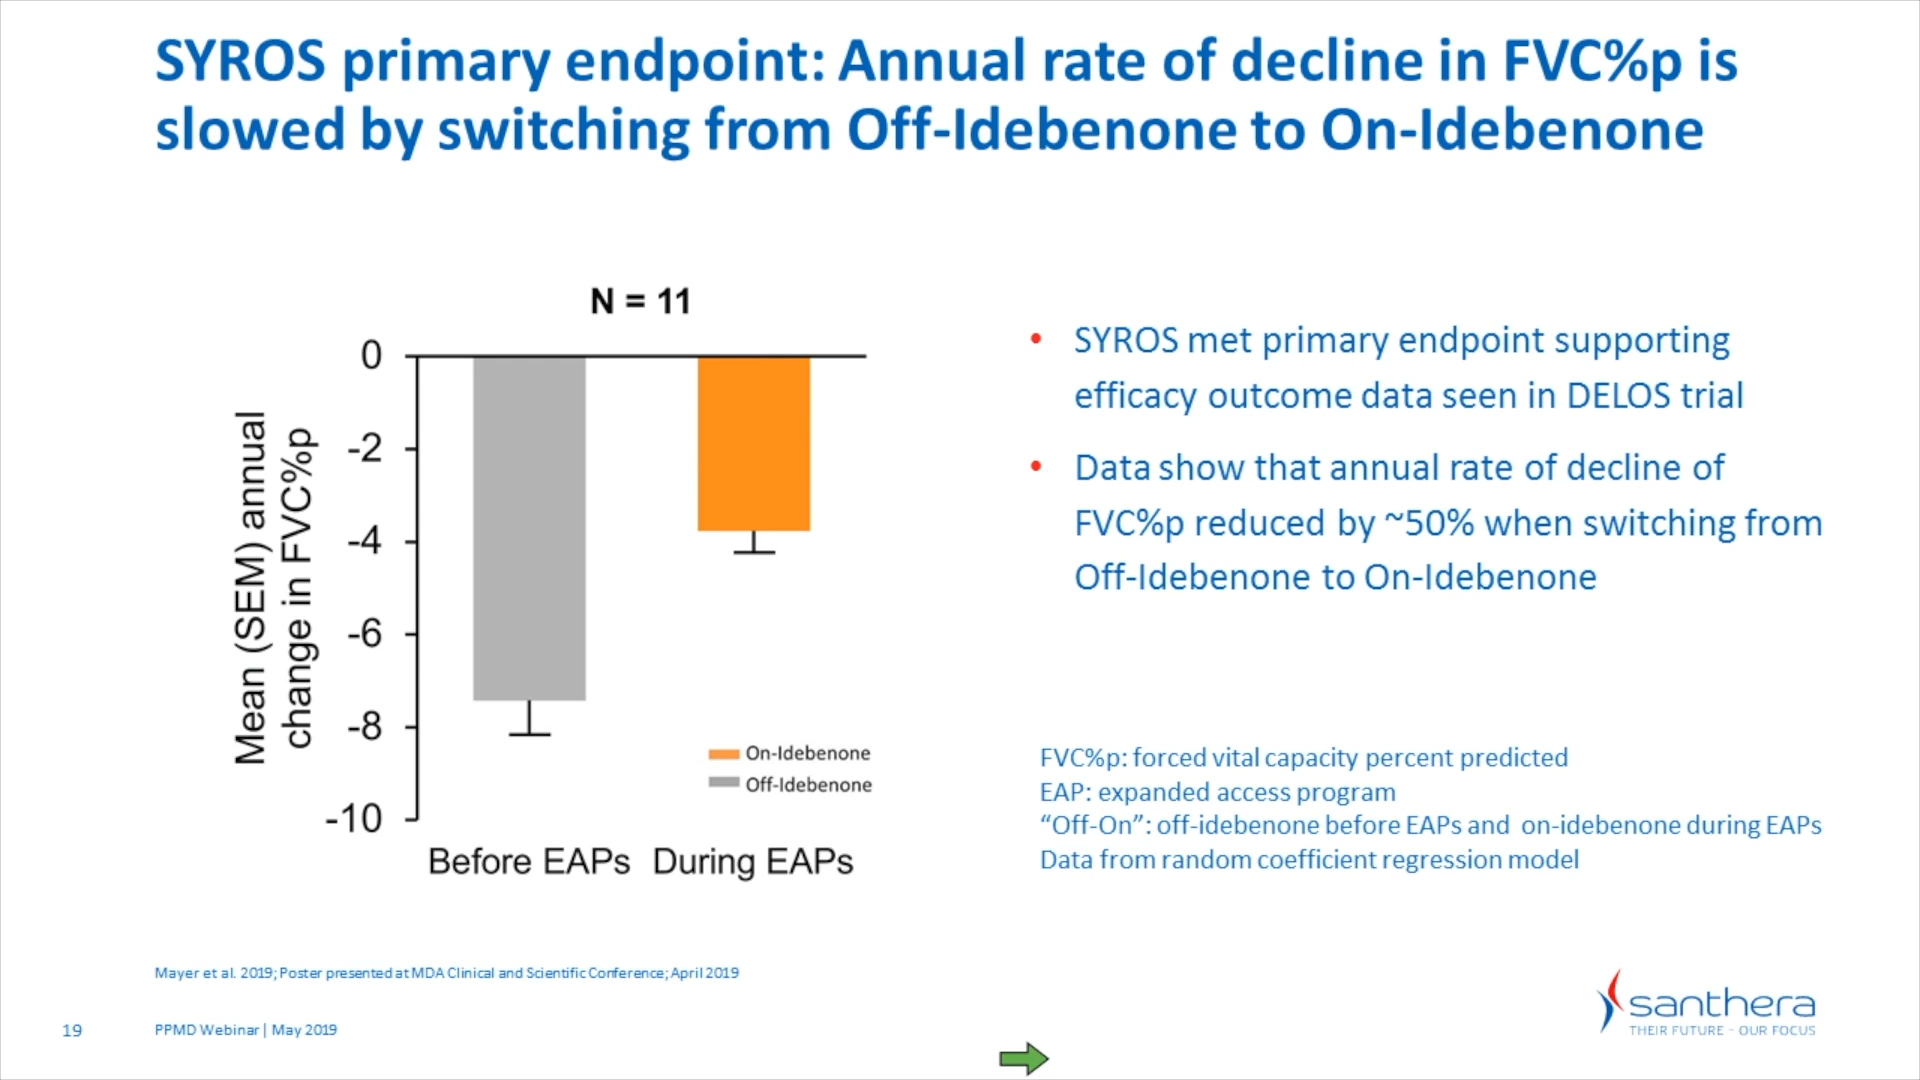 SYROS primary endpoint: Annual rate of decline in FVC%p is
slowed by switching from Off-Idebenone to On-Idebenone
N = 11
0
-2
-4
-6
-8
-10
Mean (SEM) annual
change in FVC%p
On-Idebenone
Off-Idebenone
Before EAPs
During EAPs
• SYROS met primary endpoint supporting
efficacy outcome data seen in DELOS trial
• Data show that annual rate of decline of
FVC%p reduced by ~50% when switching from
Off-Idebenone to On-Idebenone
FVC%p: forced vital capacity percent predicted
EAP: expanded access program
“Off-On”: off-idebenone before EAPs and on-idebenone during EAPs
Data from random coefficient regression model
Mayer et al. 2019; Poster presented at MDA Clinical and Scientific Conference; April 2019
19
PPMD Webinar | May 2019
santhera
THEIR FUTURE - OUR FOCUS